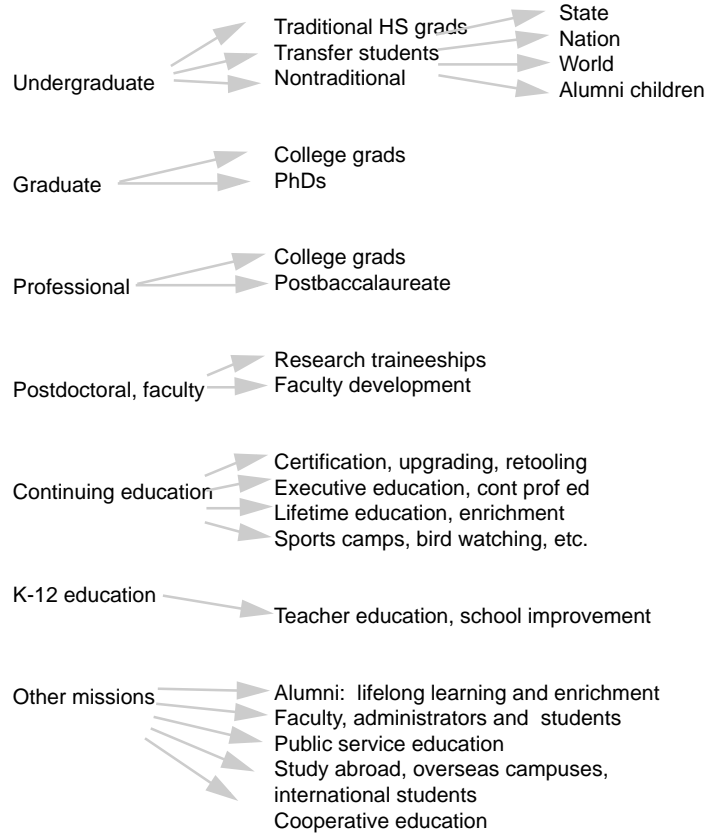 Undergraduate
Traditional HS grads
Transfer students
Nontraditional
State
Nation
World
Alumni children
Graduate
College grads
PhDs
Professional
College grads
Postbaccalaureate
Postdoctoral, faculty
Research traineeships
Faculty development
Continuing education
Certification, upgrading, retooling
Executive education, cont prof ed
Lifetime education, enrichment
Sports camps, bird watching, etc.
K-12 education
Teacher education, school improvement
Other missions
Alumni:  lifelong learning and enrichment
Faculty, administrators and  students
Public service education
Study abroad, overseas campuses,
international students
Cooperative education